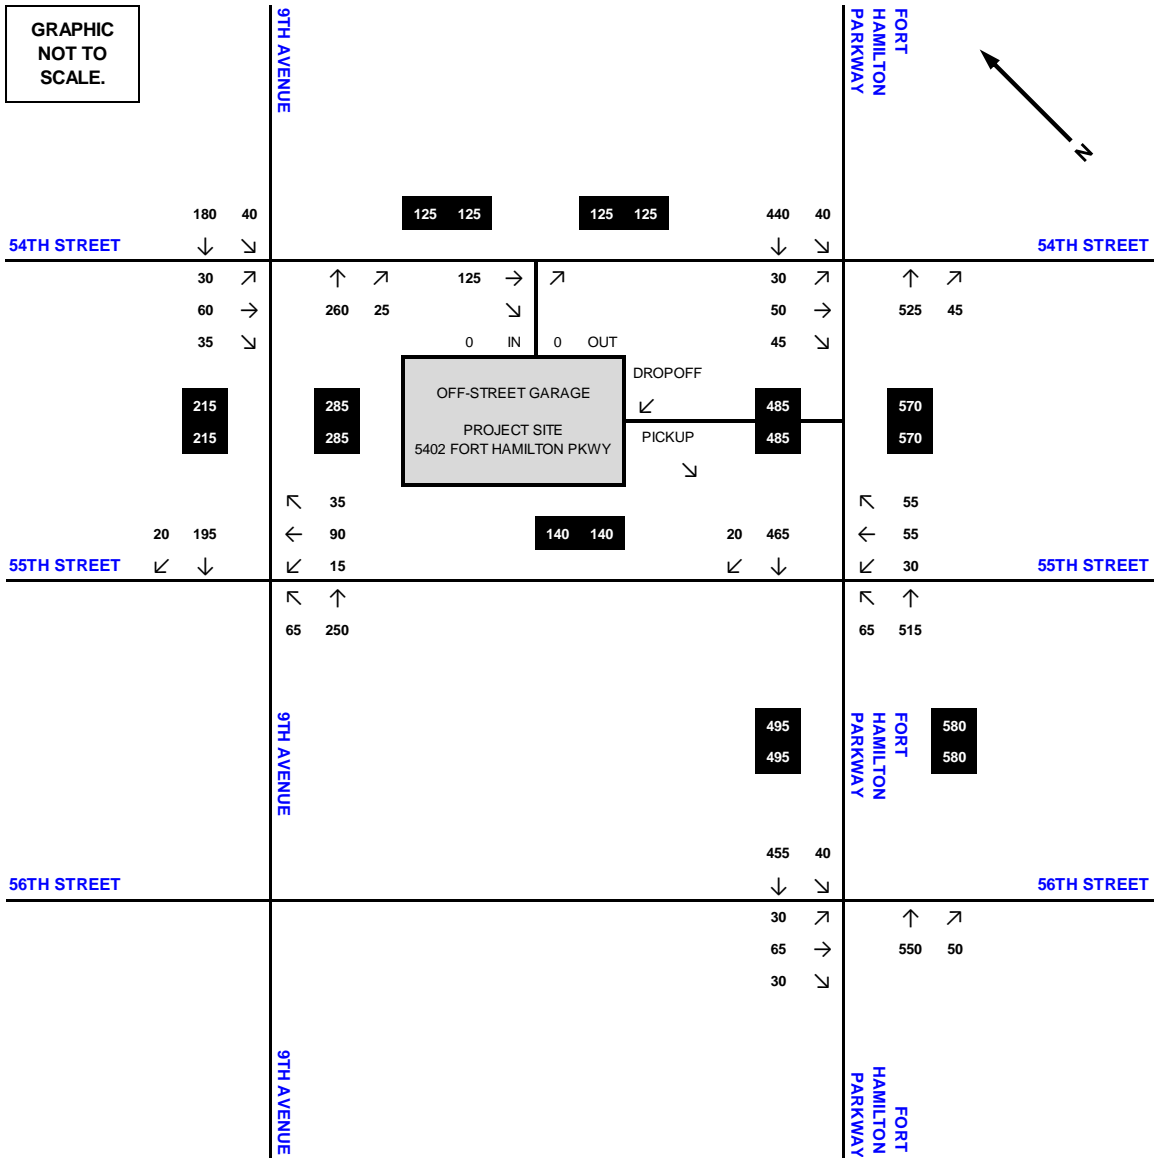 GRAPHIC
NOT TO
SCALE.
9TH AVENUE
FORT
HAMILTON
PARKWAY
N
180 40
125 125
125 125
440 40
54TH STREET
↓ ↘
↓ ↘
54TH STREET
30 ↗
↑ ↗
125 → ↗
30 ↗
↑ ↗
60 →
260 25
↘
50 →
525 45
35 ↘
0 IN 0 OUT
45 ↘
OFF-STREET GARAGE
PROJECT SITE
5402 FORT HAMILTON PKWY
DROPOFF
↙
PICKUP
↘
215
215
285
285
485
485
570
570
↖ 35
↖ 55
20 195
← 90
140 140
20 465
← 55
55TH STREET
↙ ↓
↙ 15
↙ ↓
↙ 30
55TH STREET
↖ ↑
↖ ↑
65 250
65 515
9TH AVENUE
495
495
FORT
HAMILTON
PARKWAY
580
580
455 40
56TH STREET
↓ ↘
56TH STREET
30 ↗
↑ ↗
65 →
550 50
30 ↘
9TH AVENUE
FORT
HAMILTON
PARKWAY